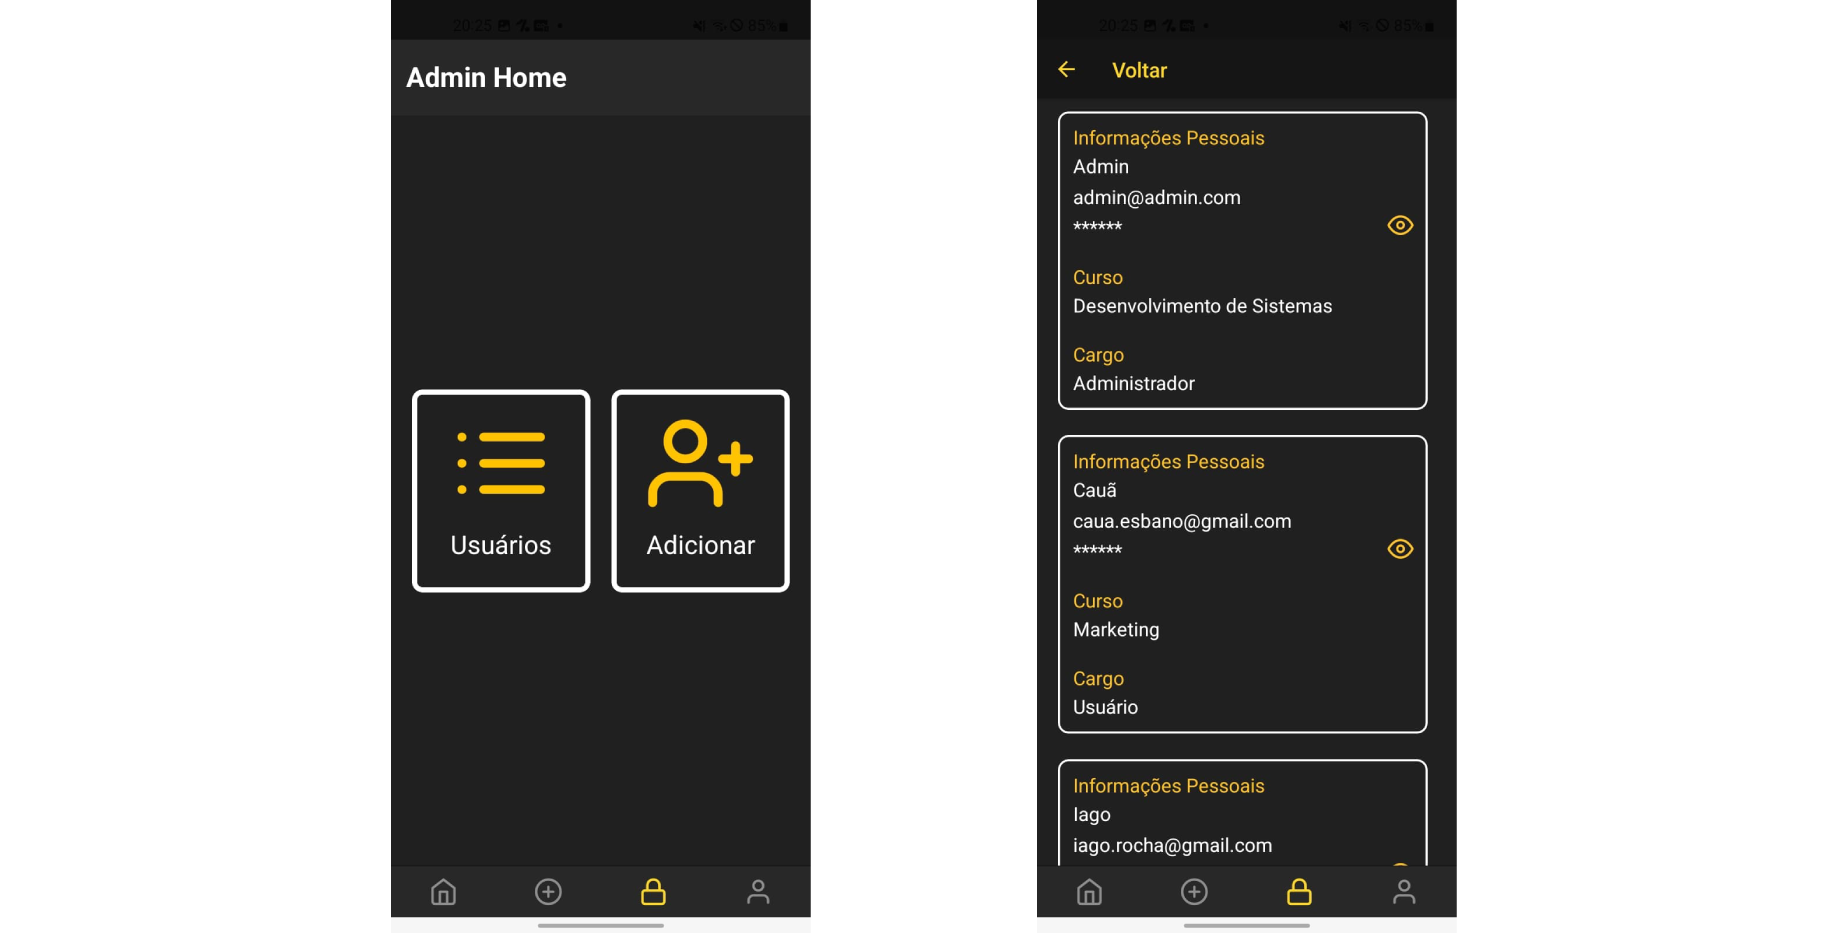 20:25
85%
Admin Home
Usuários
Adicionar
20:25
85%
Voltar
Informações Pessoais
Admin
admin@admin.com
******
Curso
Desenvolvimento de Sistemas
Cargo
Administrador
Informações Pessoais
Cauã
caua.esbano@gmail.com
******
Curso
Marketing
Cargo
Usuário
Informações Pessoais
Iago
iago.rocha@gmail.com